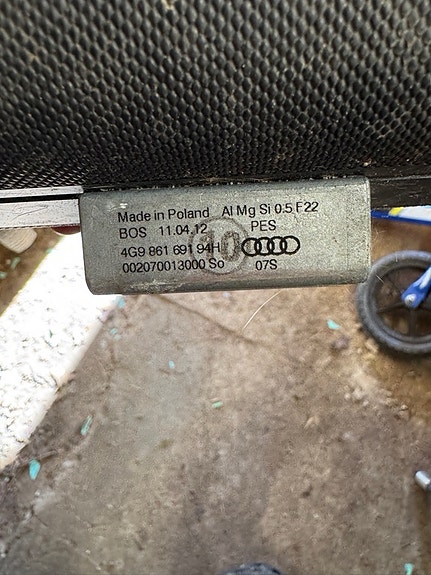 Made in Poland Al Mg Si 0.5 F22
BOS 11.04.12 PES
4G9 861 691 94H
10
002070013000 So 07S